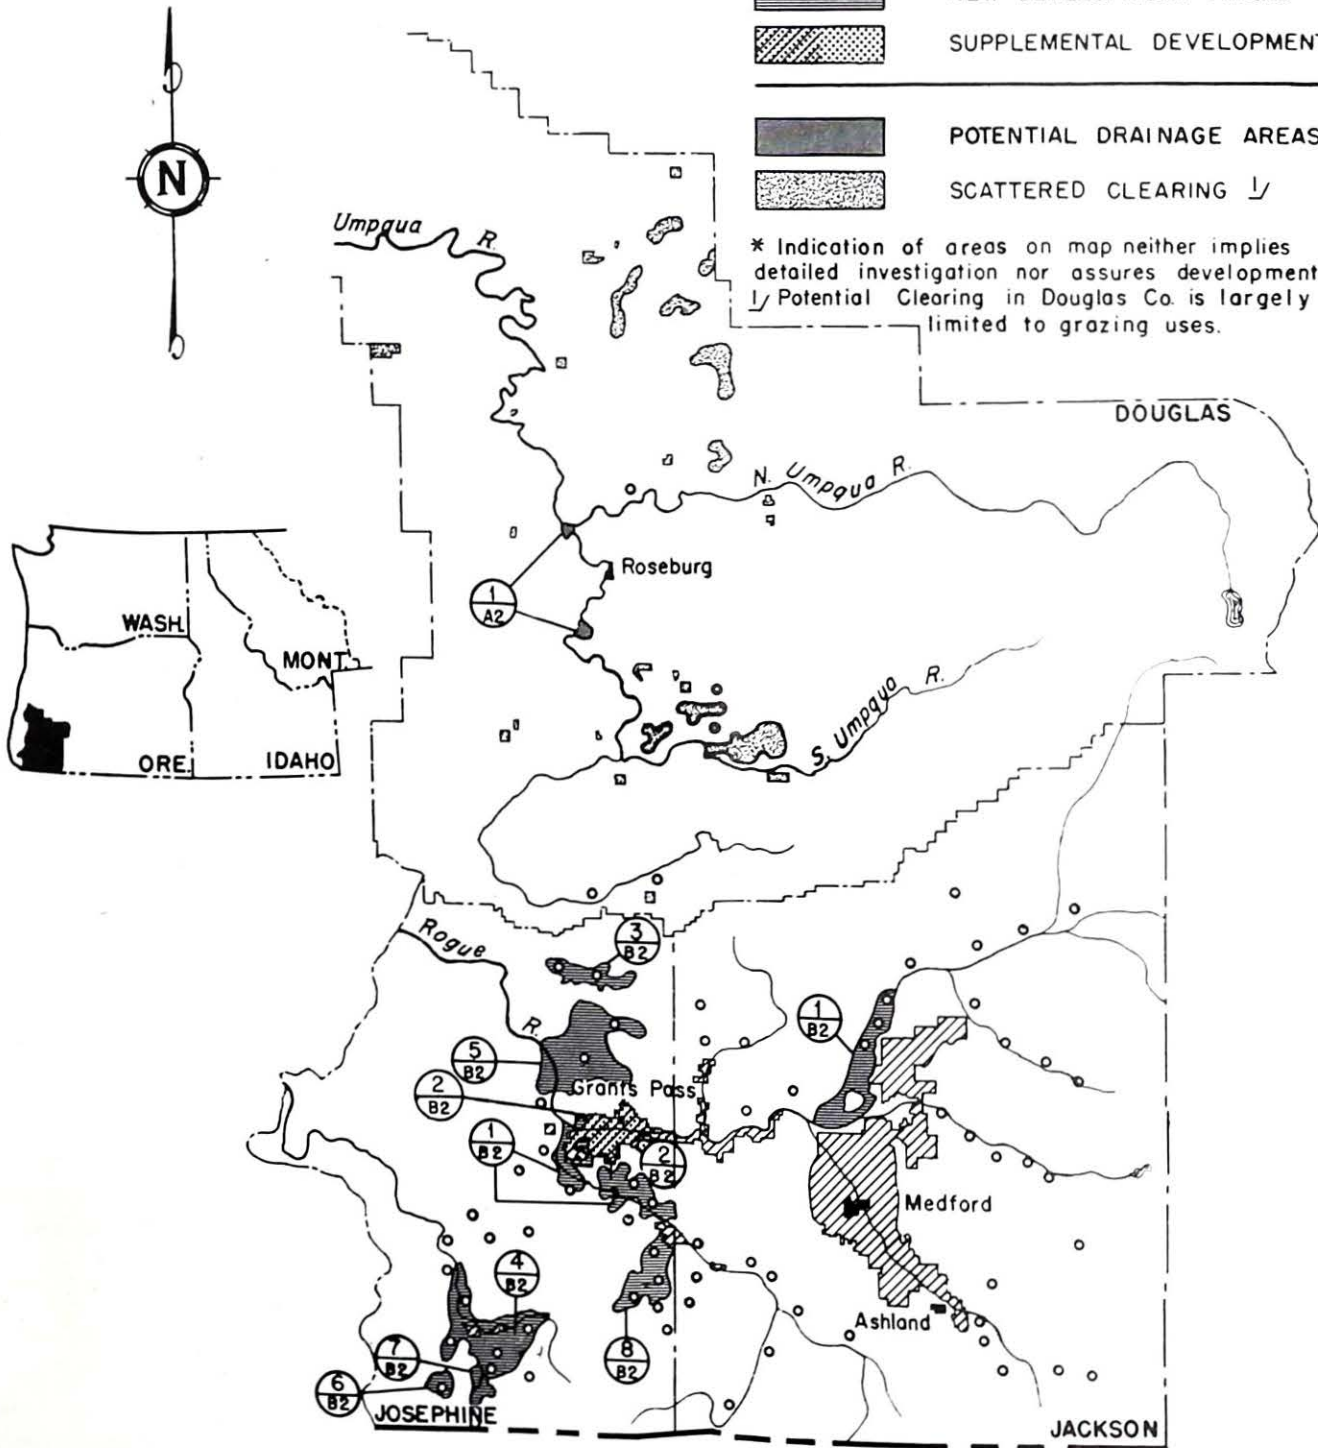 SUPPLEMENTAL DEVELOPMENT
POTENTIAL DRAINAGE AREAS
SCATTERED CLEARING 1/
* Indication of areas on map neither implies
detailed investigation nor assures development
1/ Potential Clearing in Douglas Co. is largely
limited to grazing uses.
N
Umpqua R.
DOUGLAS
N. Umpqua R.
Roseburg
1
A2
WASH.
MONT.
ORE.
IDAHO
S. Umpqua R.
Rogue R.
3
B2
1
B2
5
B2
Grants Pass
2
B2
1
B2
2
B2
Medford
4
B2
Ashland
7
B2
8
B2
6
B2
JOSEPHINE
JACKSON